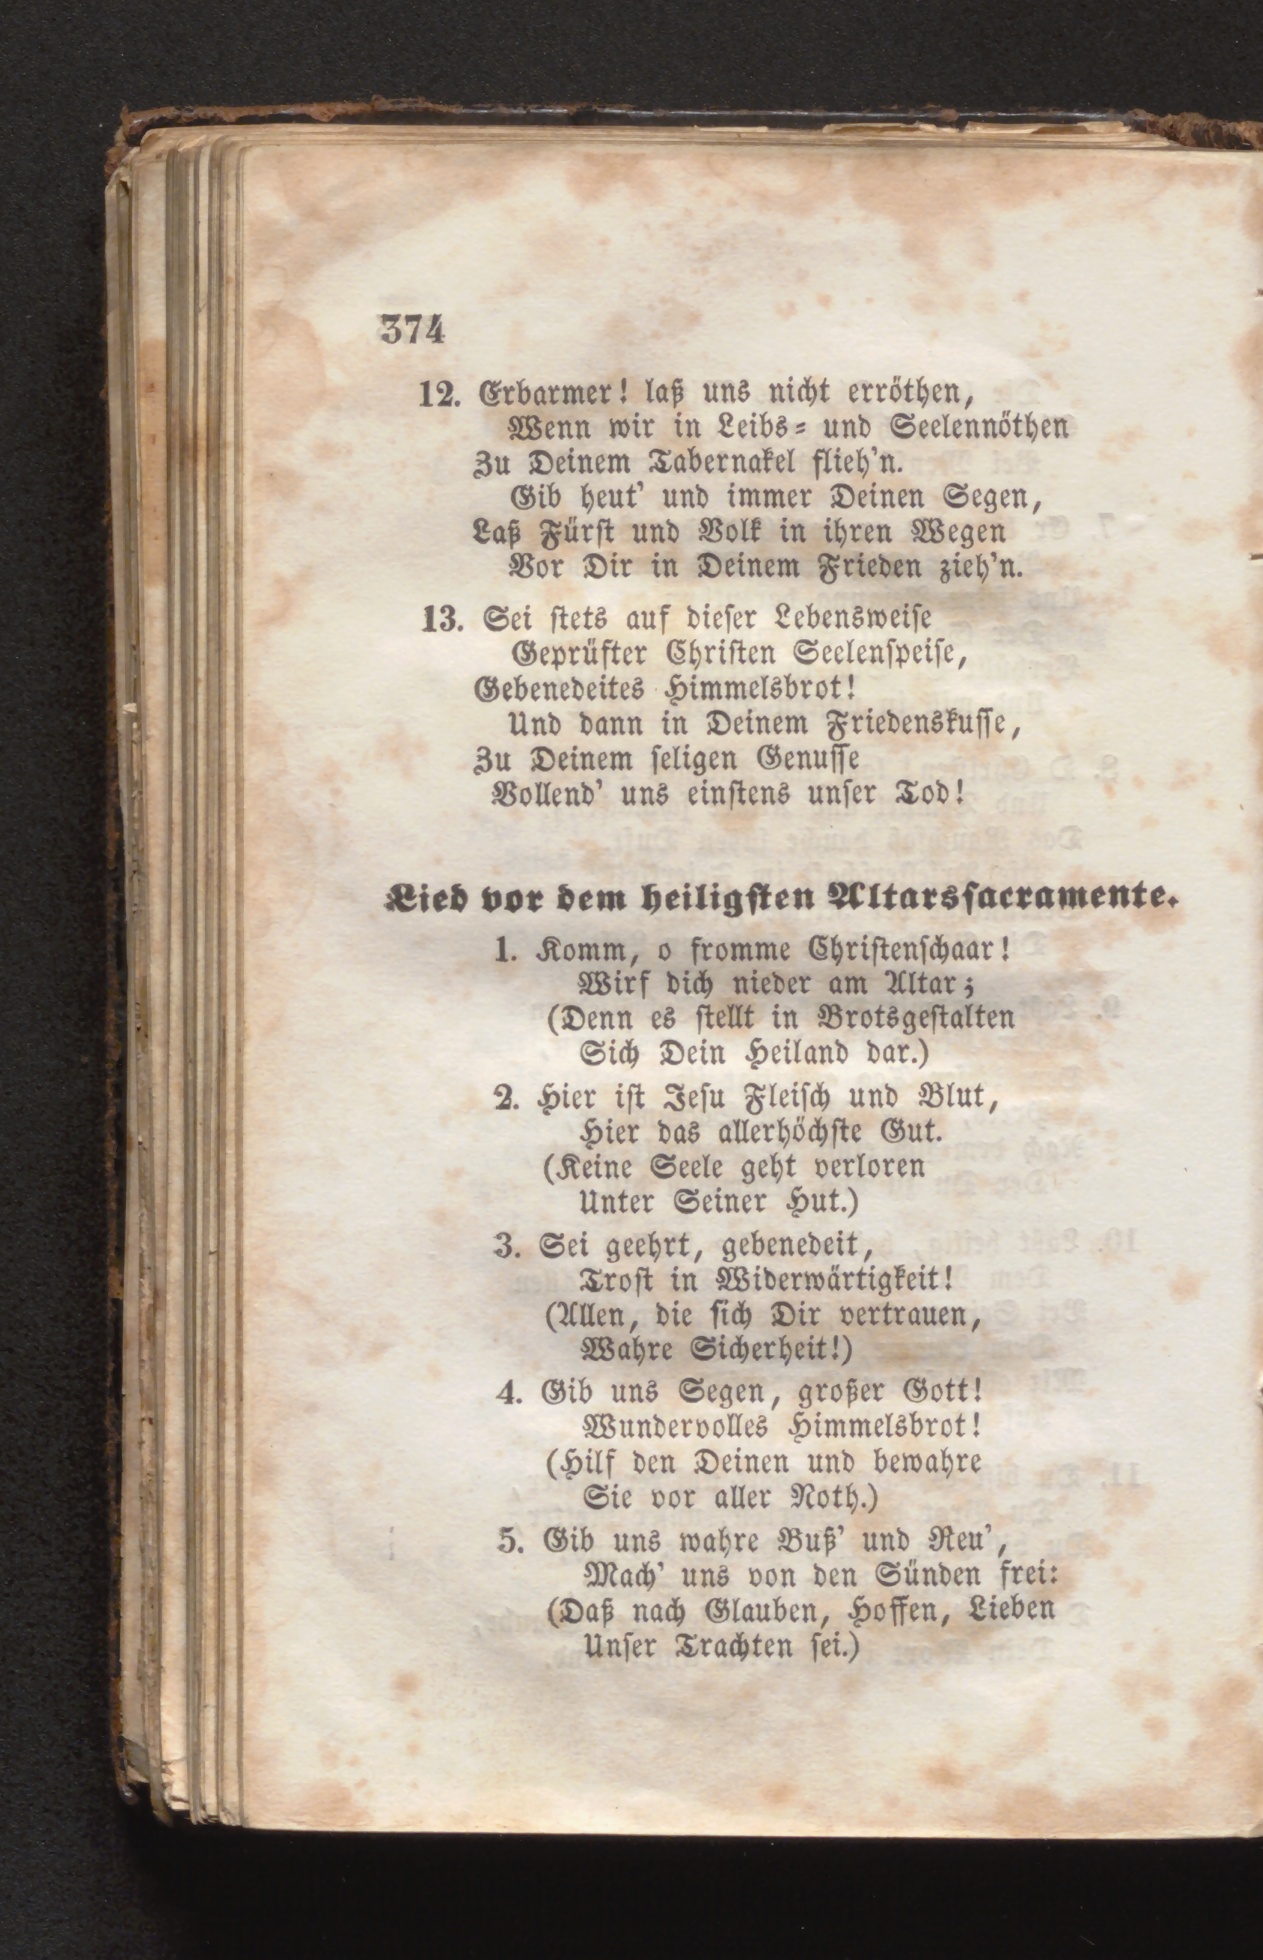 374
12. Erbarmer! laß uns nicht erröthen,
Wenn wir in Leibs- und Seelennöthen
Zu Deinem Tabernakel flieh'n.
Gib heut' und immer Deinen Segen,
Laß Fürst und Volk in ihren Wegen
Vor Dir in Deinem Frieden zieh'n.
13. Sei stets auf dieser Lebensweise
Geprüfter Christen Seelenspeise,
Gebenedeites Himmelsbrot!
Und dann in Deinem Friedenskusse,
Zu Deinem seligen Genusse
Vollend' uns einstens unser Tod!
Lied vor dem heiligsten Altarssacramente.
1. Komm, o fromme Christenschaar!
Wirf dich nieder am Altar;
(Denn es stellt in Brotsgestalten
Sich Dein Heiland dar.)
2. Hier ist Jesu Fleisch und Blut,
Hier das allerhöchste Gut.
(Keine Seele geht verloren
Unter Seiner Hut.)
3. Sei geehrt, gebenedeit,
Trost in Widerwärtigkeit!
(Allen, die sich Dir vertrauen,
Wahre Sicherheit!)
4. Gib uns Segen, großer Gott!
Wundervolles Himmelsbrot!
(Hilf den Deinen und bewahre
Sie vor aller Noth.)
5. Gib uns wahre Buß' und Reu',
Mach' uns von den Sünden frei:
(Daß nach Glauben, Hoffen, Lieben
Unser Trachten sei.)